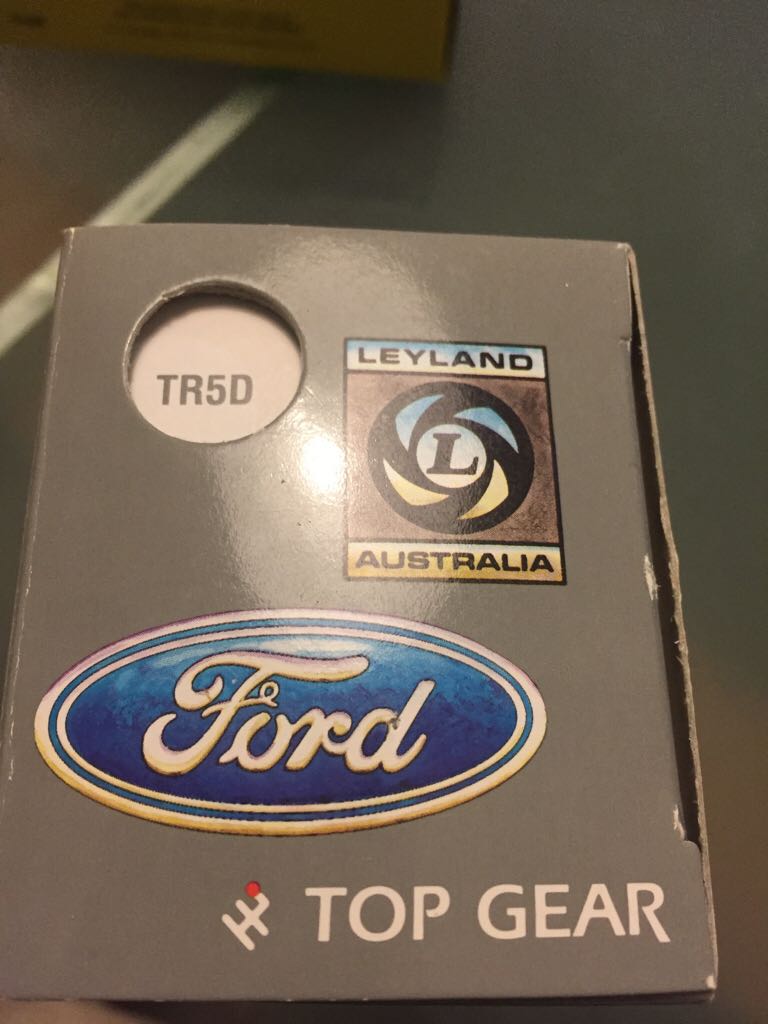 TR5D
LEYLAND
L
AUSTRALIA
Ford
TOP GEAR